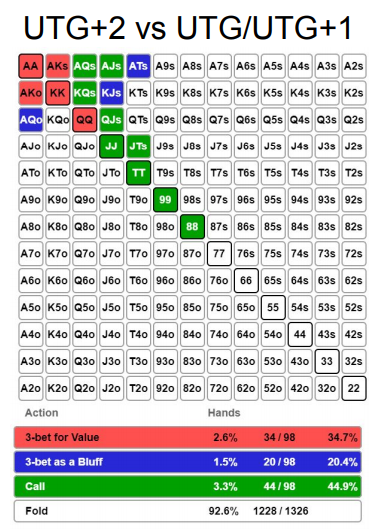 UTG+2 vs UTG/UTG+1
AA AKs AQs AJs ATs A9s A8s A7s A6s A5s A4s A3s A2s
AKo KK KQs KJs KTs K9s K8s K7s K6s K5s K4s K3s K2s
AQo KQo QQ QJs QTs Q9s Q8s Q7s Q6s Q5s Q4s Q3s Q2s
AJo KJo QJo JJ JTs J9s J8s J7s J6s J5s J4s J3s J2s
ATo KTo QTo JTo TT T9s T8s T7s T6s T5s T4s T3s T2s
A9o K9o Q9o J9o T9o 99 98s 97s 96s 95s 94s 93s 92s
A8o K8o Q8o J8o T8o 98o 88 87s 86s 85s 84s 83s 82s
A7o K7o Q7o J7o T7o 97o 87o 77 76s 75s 74s 73s 72s
A6o K6o Q6o J6o T6o 96o 86o 76o 66 65s 64s 63s 62s
A5o K5o Q5o J5o T5o 95o 85o 75o 65o 55 54s 53s 52s
A4o K4o Q4o J4o T4o 94o 84o 74o 64o 54o 44 43s 42s
A3o K3o Q3o J3o T3o 93o 83o 73o 63o 53o 43o 33 32s
A2o K2o Q2o J2o T2o 92o 82o 72o 62o 52o 42o 32o 22
Action Hands
3-bet for Value 2.6% 34 / 98 34.7%
3-bet as a Bluff 1.5% 20 / 98 20.4%
Call 3.3% 44 / 98 44.9%
Fold 92.6% 1228 / 1326